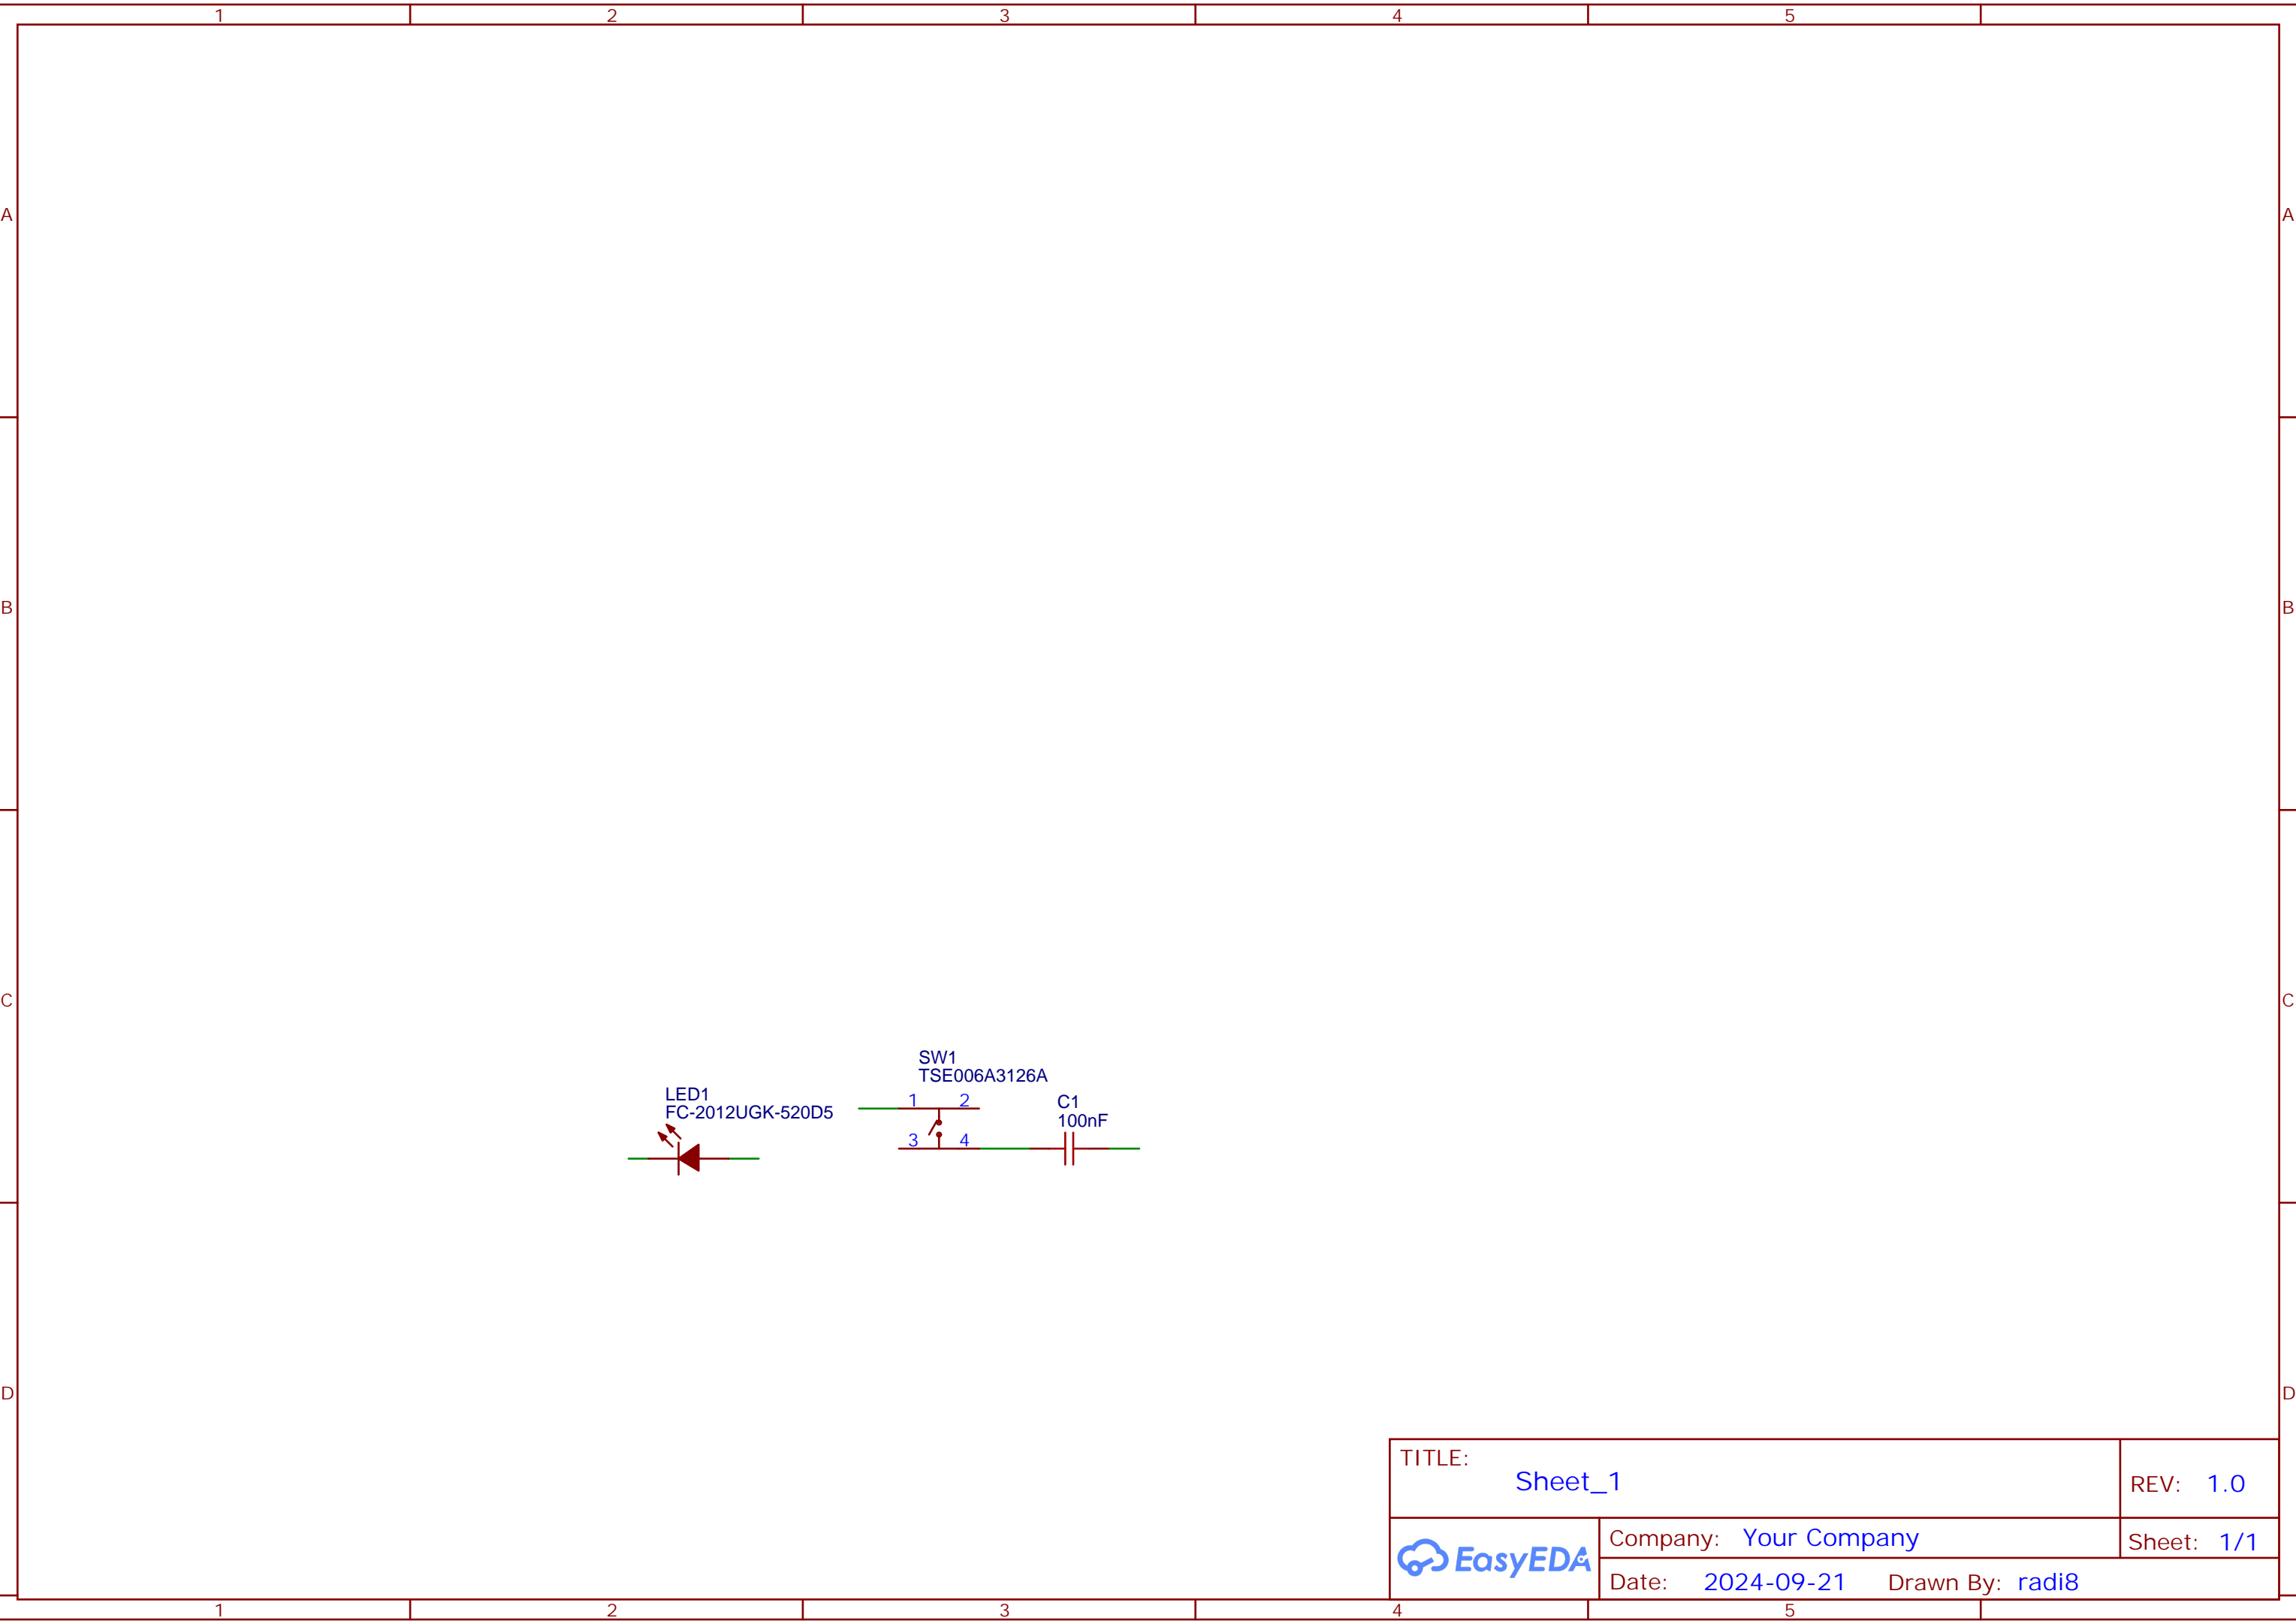 1 2 3 4 5
A A
B B
C C
SW1
TSE006A3126A
LED1
FC-2012UGK-520D5
1 2
C1
100nF
3 4
D D
TITLE:
Sheet_1
REV: 1.0
EasyEDA
Company: Your Company
Sheet: 1/1
Date: 2024-09-21 Drawn By: radi8
1 2 3 4 5